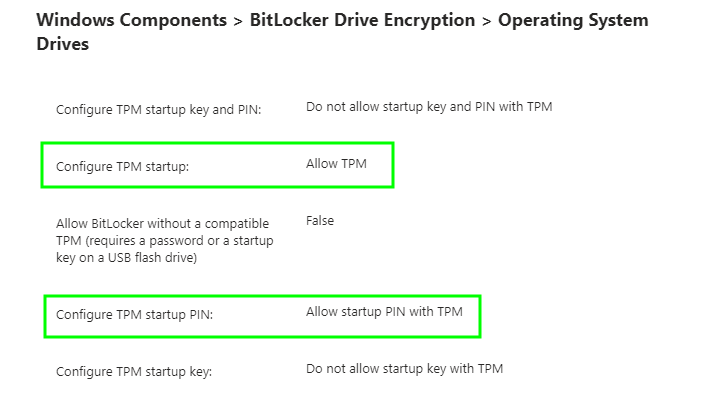 Windows Components > BitLocker Drive Encryption > Operating System
Drives
Configure TPM startup key and PIN: Do not allow startup key and PIN with TPM
Configure TPM startup: Allow TPM
Allow BitLocker without a compatible False
TPM (requires a password or a startup
key on a USB flash drive)
Configure TPM startup PIN: Allow startup PIN with TPM
Configure TPM startup key: Do not allow startup key with TPM